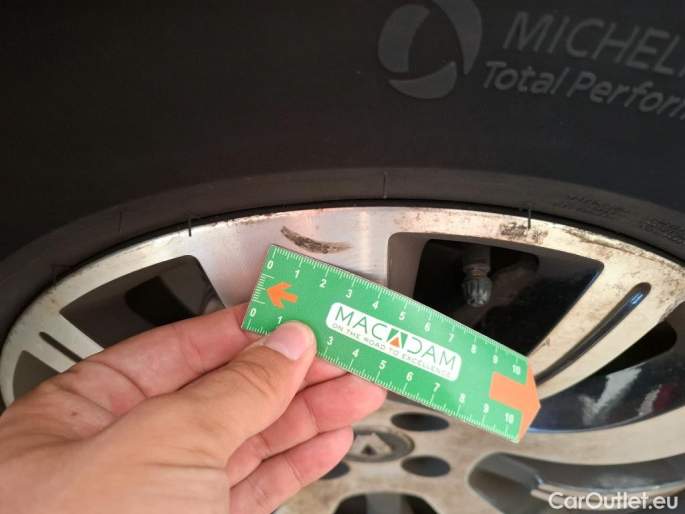 MICHELI
Total Perform
0 1 2 3 4 5 6 7 8 9 10
MACADAM
ON THE ROAD TO EXCELLENCE
0 1 3 4 5 6 7 8 9 10
CarOutlet.eu